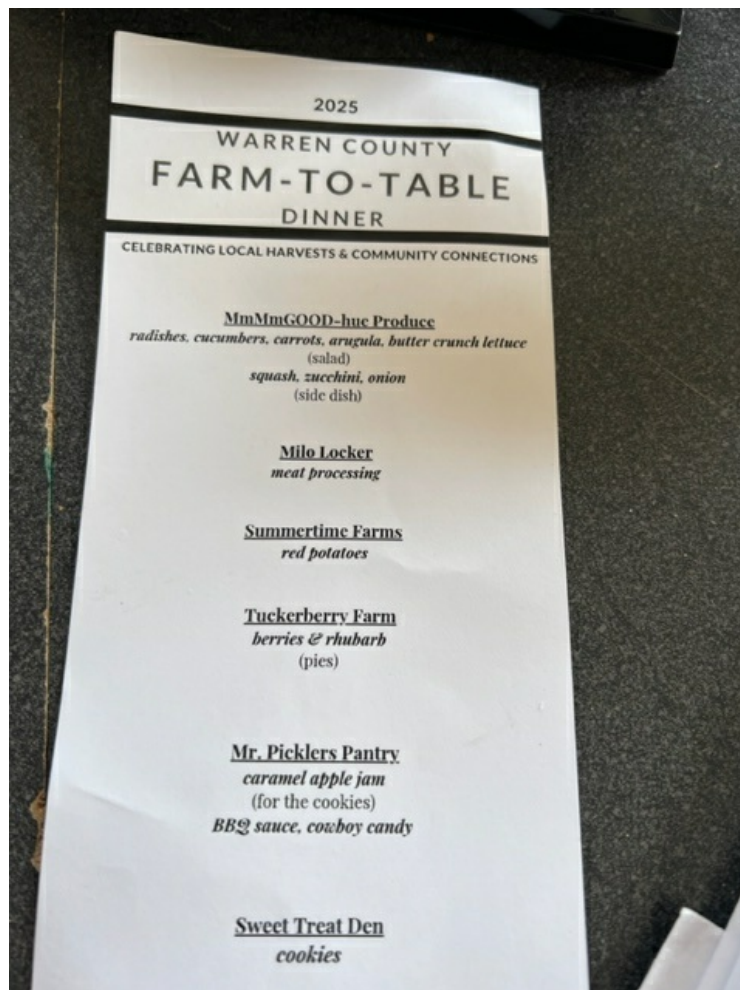 2025
WARREN COUNTY
FARM-TO-TABLE
DINNER
CELEBRATING LOCAL HARVESTS & COMMUNITY CONNECTIONS
MmMmGOOD-hue Produce
radishes, cucumbers, carrots, arugula, butter crunch lettuce
(salad)
squash, zucchini, onion
(side dish)
Milo Locker
meat processing
Summertime Farms
red potatoes
Tuckerberry Farm
berries & rhubarb
(pies)
Mr. Picklers Pantry
caramel apple jam
(for the cookies)
BBQ sauce, cowboy candy
Sweet Treat Den
cookies